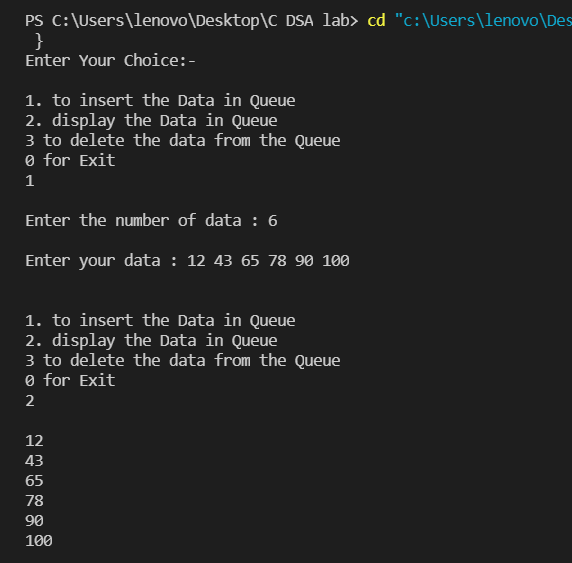 PS C:\Users\lenovo\Desktop\C DSA lab> cd "c:\Users\lenovo\Des
}
Enter Your Choice:-
1. to insert the Data in Queue
2. display the Data in Queue
3 to delete the data from the Queue
0 for Exit
1
Enter the number of data : 6
Enter your data : 12 43 65 78 90 100
1. to insert the Data in Queue
2. display the Data in Queue
3 to delete the data from the Queue
0 for Exit
2
12
43
65
78
90
100